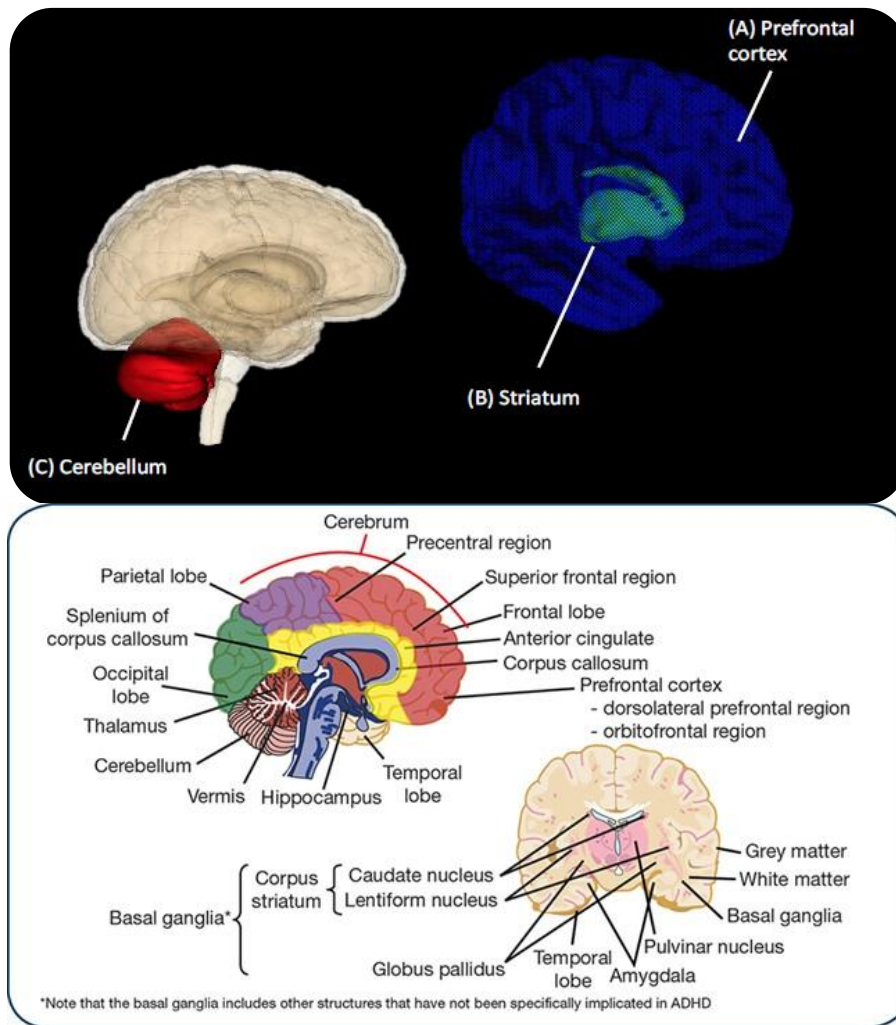 (A) Prefrontal
cortex
(B) Striatum
(C) Cerebellum
Cerebrum
Precentral region
Parietal lobe
Superior frontal region
Splenium of
corpus callosum
Frontal lobe
Anterior cingulate
Corpus callosum
Occipital
lobe
Prefrontal cortex
- dorsolateral prefrontal region
- orbitofrontal region
Thalamus
Cerebellum
Vermis
Hippocampus
Temporal
lobe
Grey matter
White matter
Basal ganglia
Pulvinar nucleus
Amygdala
Temporal
lobe
Globus pallidus
Basal ganglia*
Corpus
striatum
Caudate nucleus
Lentiform nucleus
*Note that the basal ganglia includes other structures that have not been specifically implicated in ADHD